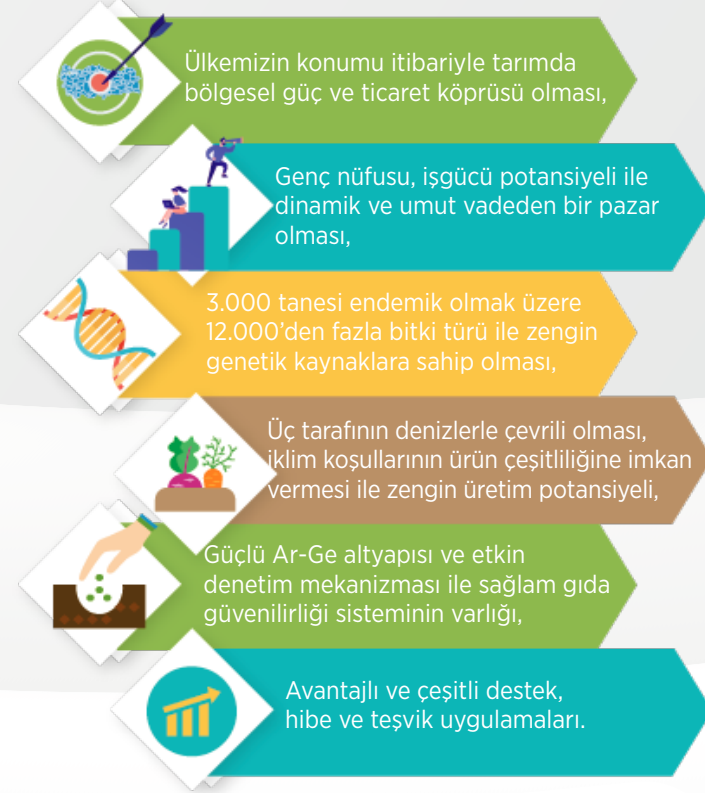 Ülkemizin konumu itibariyle tarımda
bölgesel güç ve ticaret köprüsü olması,
Genç nüfusu, işgücü potansiyeli ile
dinamik ve umut vadeden bir pazar
olması,
3.000 tanesi endemik olmak üzere
12.000'den fazla bitki türü ile zengin
genetik kaynaklara sahip olması,
Üç tarafının denizlerle çevrili olması,
iklim koşullarının ürün çeşitliliğine imkan
vermesi ile zengin üretim potansiyeli,
Güçlü Ar-Ge altyapısı ve etkin
denetim mekanizması ile sağlam gıda
güvenilirliği sisteminin varlığı,
Avantajlı ve çeşitli destek,
hibe ve teşvik uygulamaları.